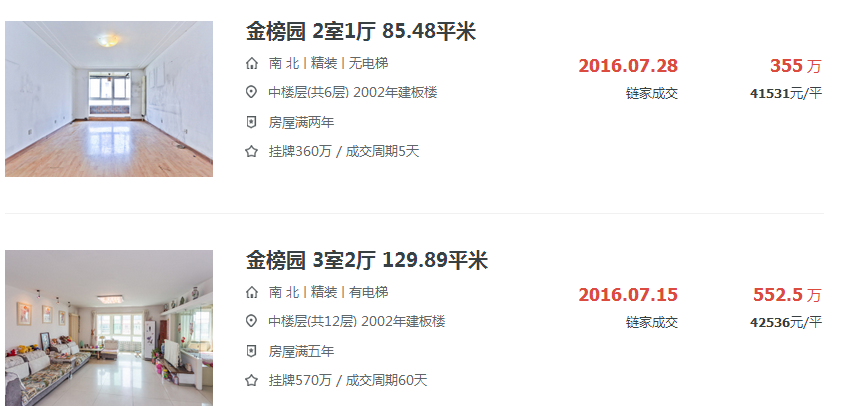 金榜园 2室1厅 85.48平米
南 北 | 精装 | 无电梯
2016.07.28
355 万
中楼层(共6层) 2002年建板楼
链家成交
41531元/平
房屋满两年
挂牌360万 / 成交周期5天
金榜园 3室2厅 129.89平米
南 北 | 精装 | 有电梯
2016.07.15
552.5 万
中楼层(共12层) 2002年建板楼
链家成交
42536元/平
房屋满五年
挂牌570万 / 成交周期60天